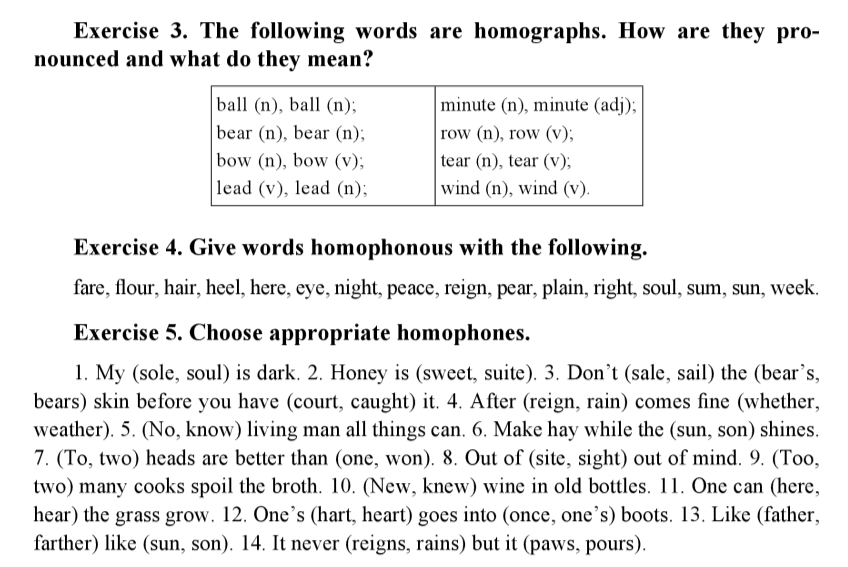 Exercise 3. The following words are homographs. How are they pro-
nounced and what do they mean?
ball (n), ball (n);
bear (n), bear (n);
bow (n), bow (v);
lead (v), lead (n);
minute (n), minute (adj);
row (n), row (v);
tear (n), tear (v);
wind (n), wind (v).
Exercise 4. Give words homophonous with the following.
fare, flour, hair, heel, here, eye, night, peace, reign, pear, plain, right, soul, sum, sun, week.
Exercise 5. Choose appropriate homophones.
1. My (sole, soul) is dark. 2. Honey is (sweet, suite). 3. Don’t (sale, sail) the (bear’s,
bears) skin before you have (court, caught) it. 4. After (reign, rain) comes fine (whether,
weather). 5. (No, know) living man all things can. 6. Make hay while the (sun, son) shines.
7. (To, two) heads are better than (one, won). 8. Out of (site, sight) out of mind. 9. (Too,
two) many cooks spoil the broth. 10. (New, knew) wine in old bottles. 11. One can (here,
hear) the grass grow. 12. One’s (hart, heart) goes into (once, one’s) boots. 13. Like (father,
farther) like (sun, son). 14. It never (reigns, rains) but it (paws, pours).